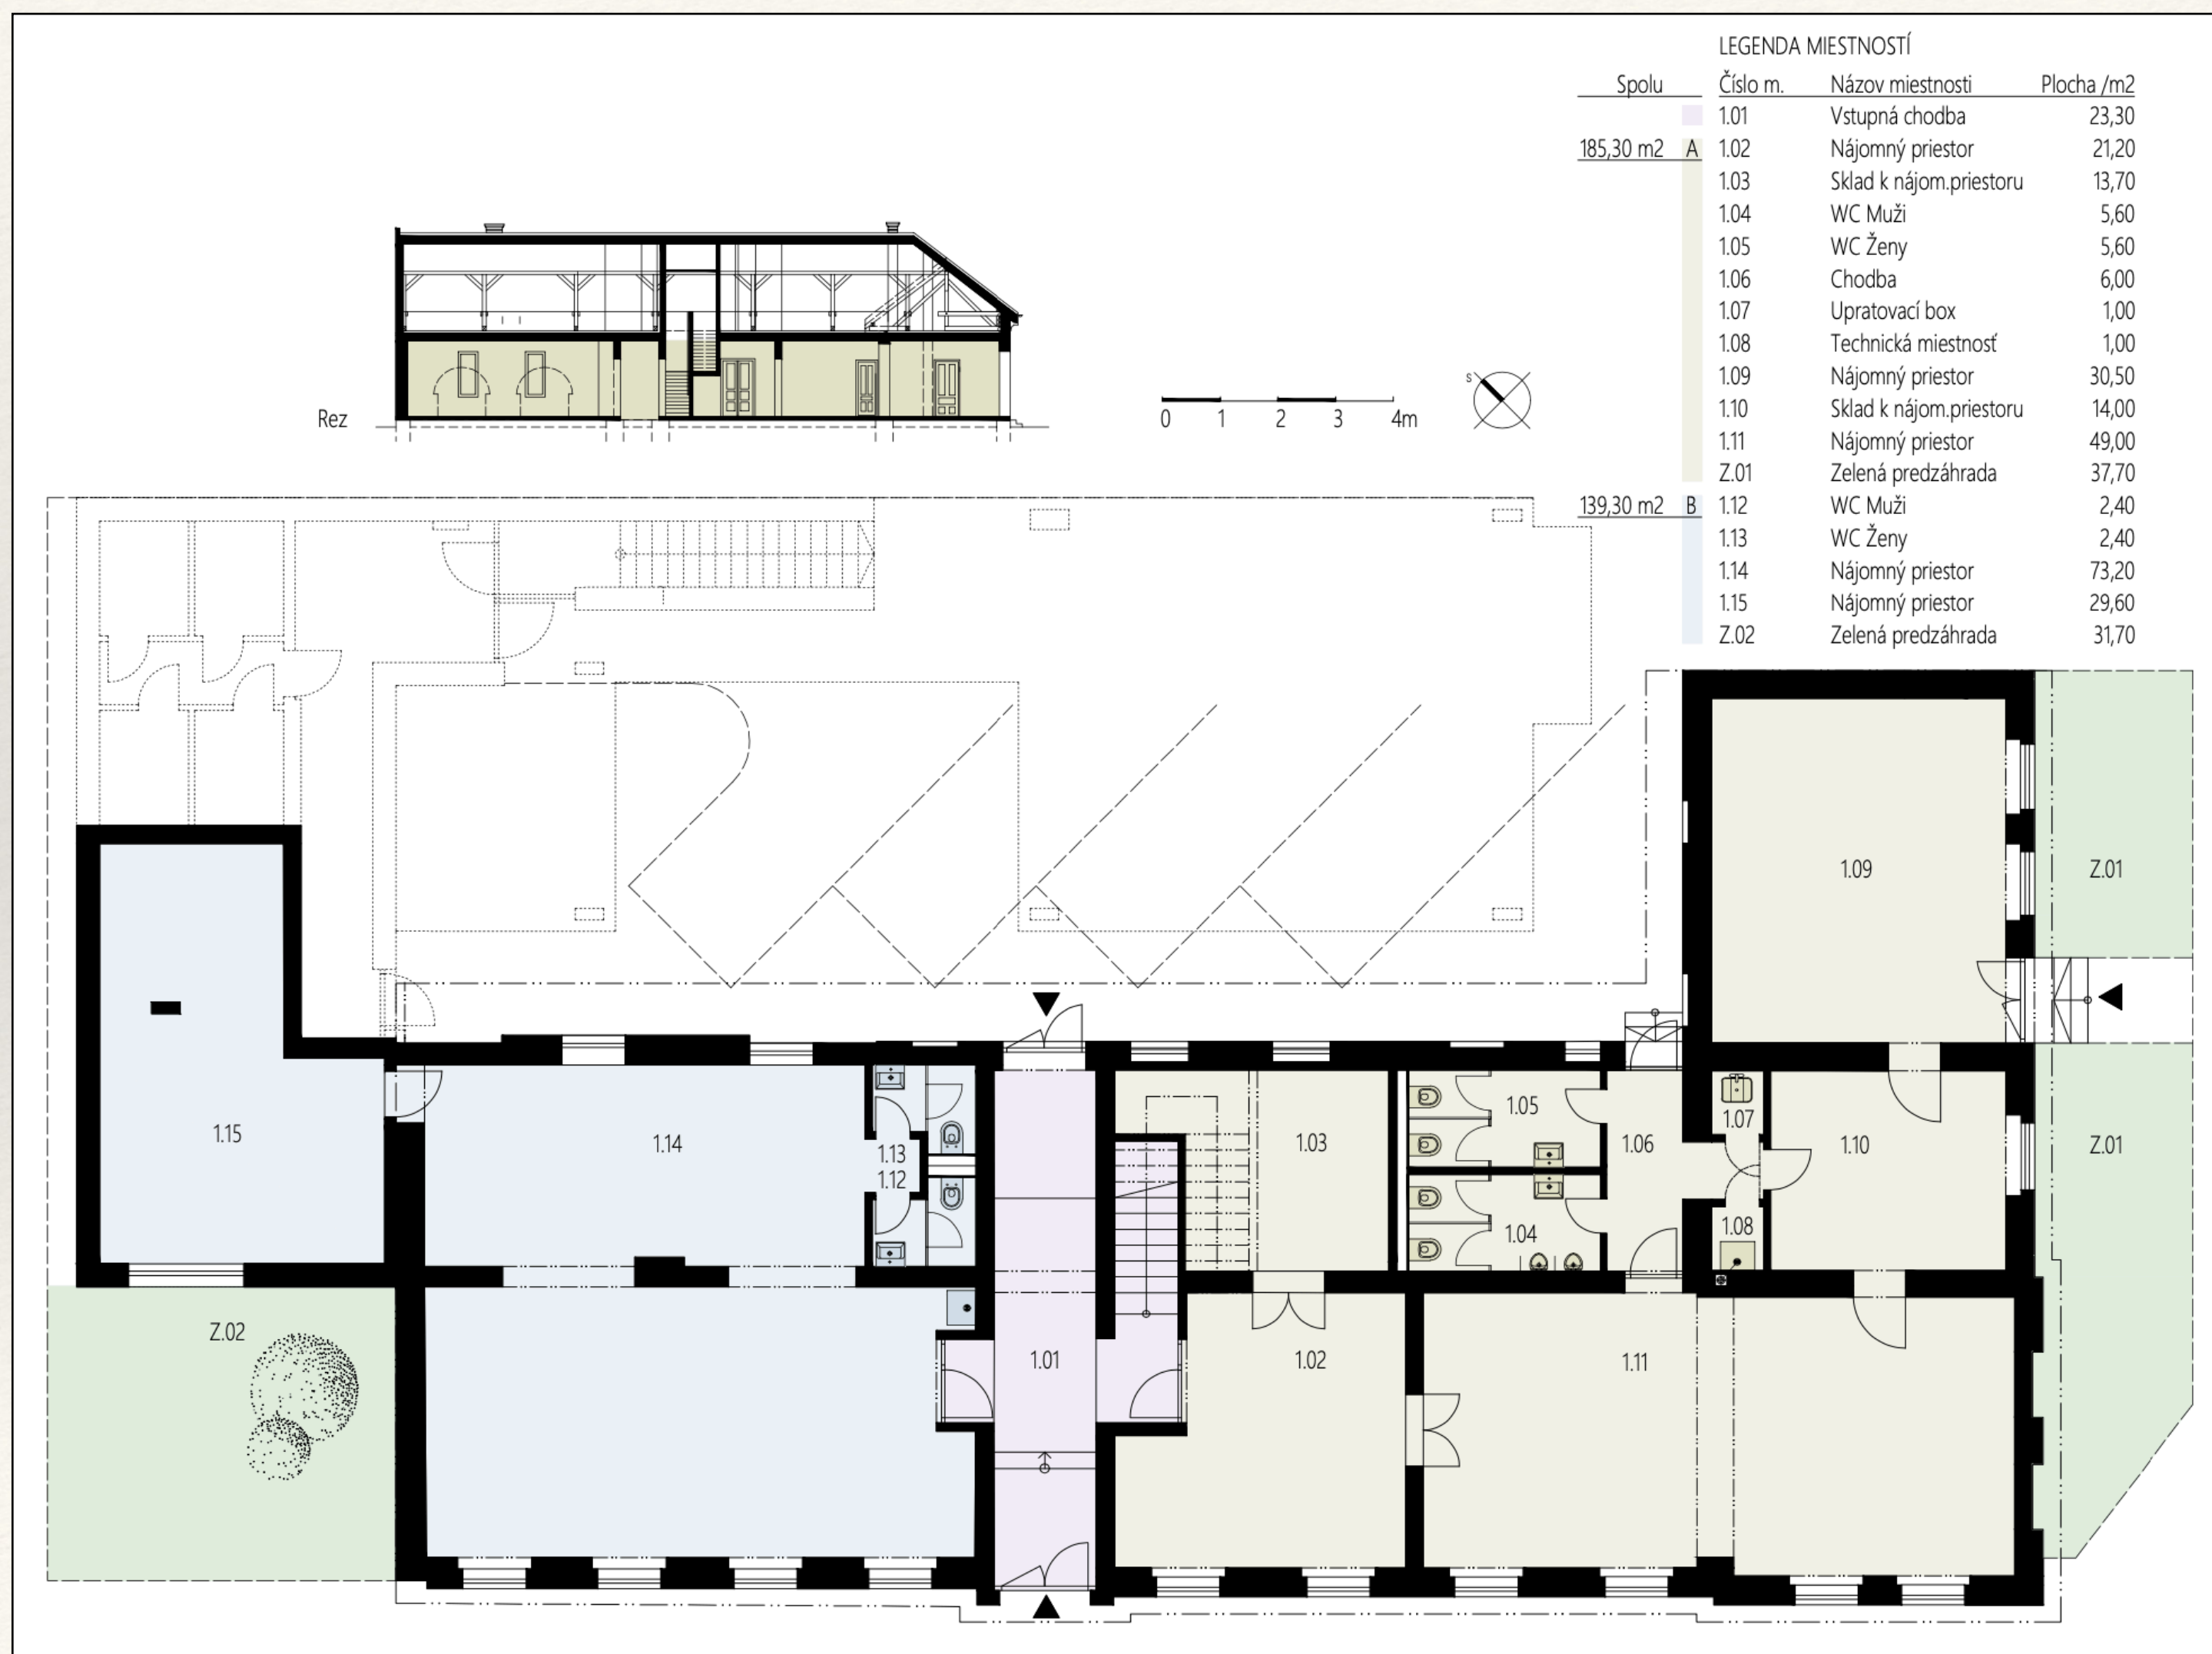 LEGENDA MIESTNOSTÍ
Spolu Číslo m. Názov miestnosti Plocha /m2
1.01 Vstupná chodba 23,30
185,30 m2 A 1.02 Nájomný priestor 21,20
1.03 Sklad k nájom.priestoru 13,70
1.04 WC Muži 5,60
1.05 WC Ženy 5,60
1.06 Chodba 6,00
1.07 Upratovací box 1,00
1.08 Technická miestnosť 1,00
1.09 Nájomný priestor 30,50
1.10 Sklad k nájom.priestoru 14,00
1.11 Nájomný priestor 49,00
Z.01 Zelená predzáhrada 37,70
139,30 m2 B 1.12 WC Muži 2,40
1.13 WC Ženy 2,40
1.14 Nájomný priestor 73,20
1.15 Nájomný priestor 29,60
Z.02 Zelená predzáhrada 31,70
Rez
0 1 2 3 4m
S
1.09
Z.01
1.15
1.14
1.13
1.12
1.03
1.05
1.04
1.06
1.07
1.08
1.10
Z.01
Z.02
1.01
1.02
1.11